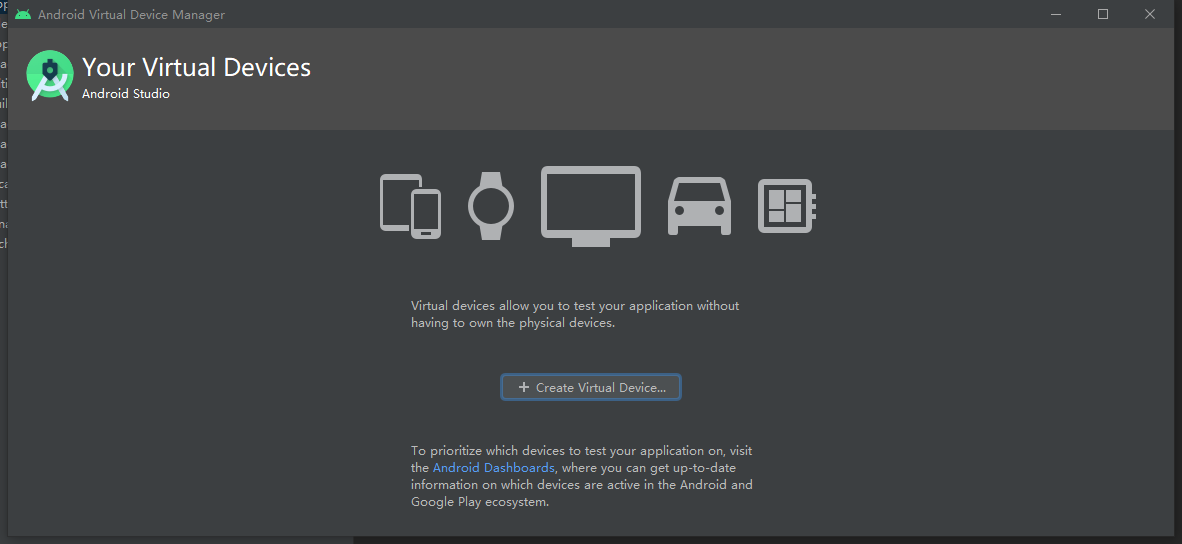 Android Virtual Device Manager
Your Virtual Devices
Android Studio
Virtual devices allow you to test your application without
having to own the physical devices.
+ Create Virtual Device...
To prioritize which devices to test your application on, visit
the Android Dashboards, where you can get up-to-date
information on which devices are active in the Android and
Google Play ecosystem.